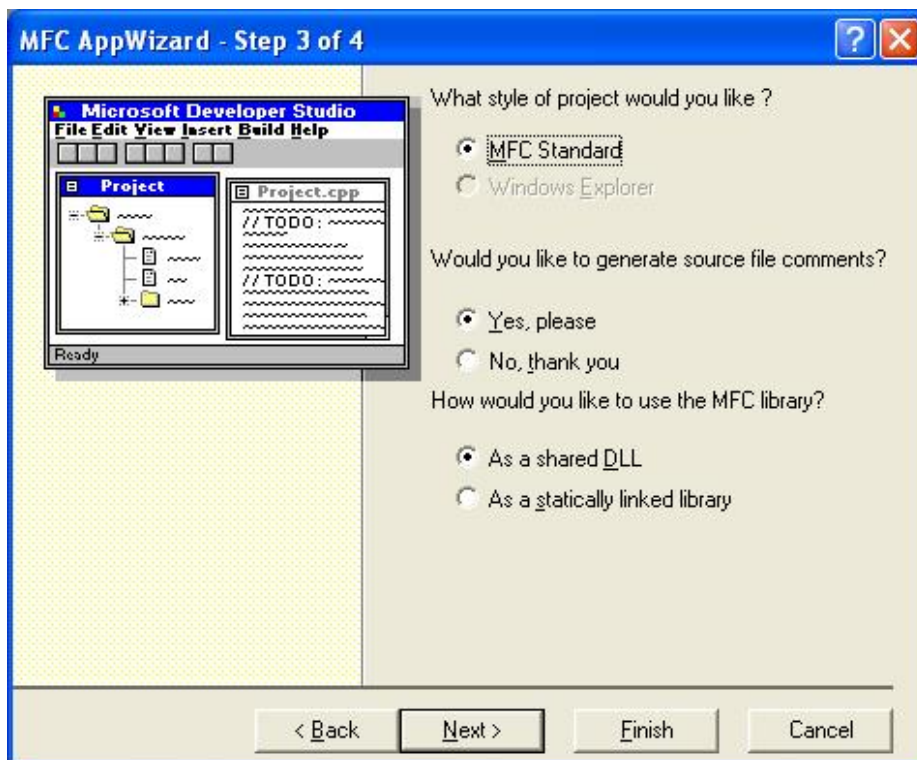 MFC AppWizard - Step 3 of 4
Microsoft Developer Studio
File Edit View Insert Build Help
Project
Project.cpp
//TODO:
//TODO:
Ready
What style of project would you like ?
MFC Standard
Windows Explorer
Would you like to generate source file comments?
Yes, please
No, thank you
How would you like to use the MFC library?
As a shared DLL
As a statically linked library
< Back
Next >
Finish
Cancel